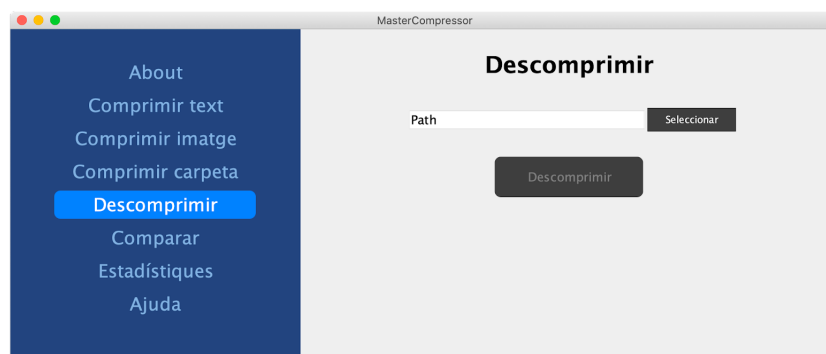 MasterCompressor
About
Comprimir text
Comprimir imatge
Comprimir carpeta
Descomprimir
Comparar
Estadístiques
Ajuda
Descomprimir
Path Seleccionar
Descomprimir